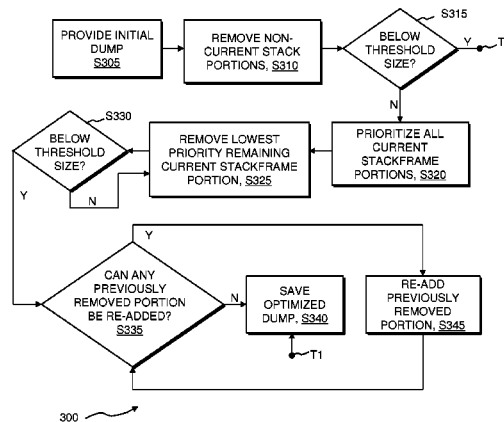 PROVIDE INITIAL
DUMP
S305
REMOVE NON-
CURRENT STACK
PORTIONS, S310
S315
BELOW
THRESHOLD
SIZE?
Y
T
N
S330
BELOW
THRESHOLD
SIZE?
Y
N
REMOVE LOWEST
PRIORITY REMAINING
CURRENT STACKFRAME
PORTION, S325
PRIORITIZE ALL
CURRENT
STACKFRAME
PORTIONS, S320
Y
CAN ANY
PREVIOUSLY
REMOVED PORTION
BE RE-ADDED?
S335
N
SAVE
OPTIMIZED
DUMP, S340
T1
RE-ADD
PREVIOUSLY
REMOVED
PORTION, S345
300